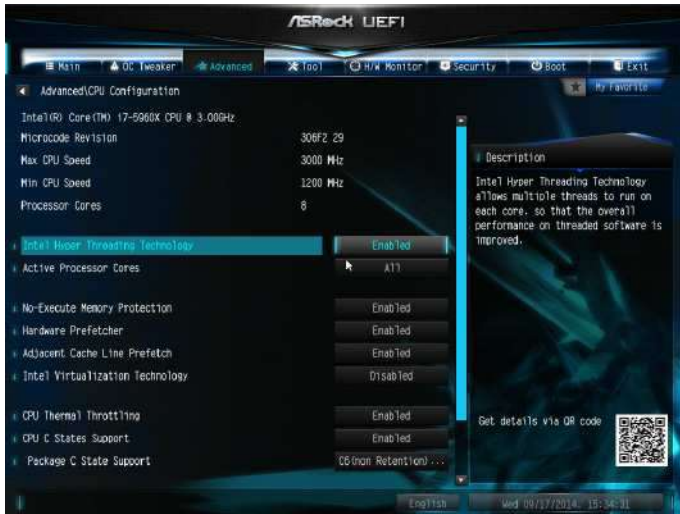 ASRock UEFI
Main OC Tweaker Advanced Tool H/W Monitor Security Boot Exit
Advanced\CPU Configuration
My Favorite
Intel(R) Core(TM) i7-5960X CPU @ 3.00GHz
Microcode Revision 306F2 29
Max CPU Speed 3000 MHz
Min CPU Speed 1200 MHz
Processor Cores 8
Intel Hyper Threading Technology Enabled
Active Processor Cores All
No-Execute Memory Protection Enabled
Hardware Prefetcher Enabled
Adjacent Cache Line Prefetch Enabled
Intel Virtualization Technology Disabled
CPU Thermal Throttling Enabled
CPU C States Support Enabled
Package C State Support C6(non Retention) ...
Description
Intel Hyper Threading Technology
allows multiple threads to run on
each core, so that the overall
performance on threaded software is
improved.
Get details via QR code
English
Wed 09/17/2014, 15:34:31